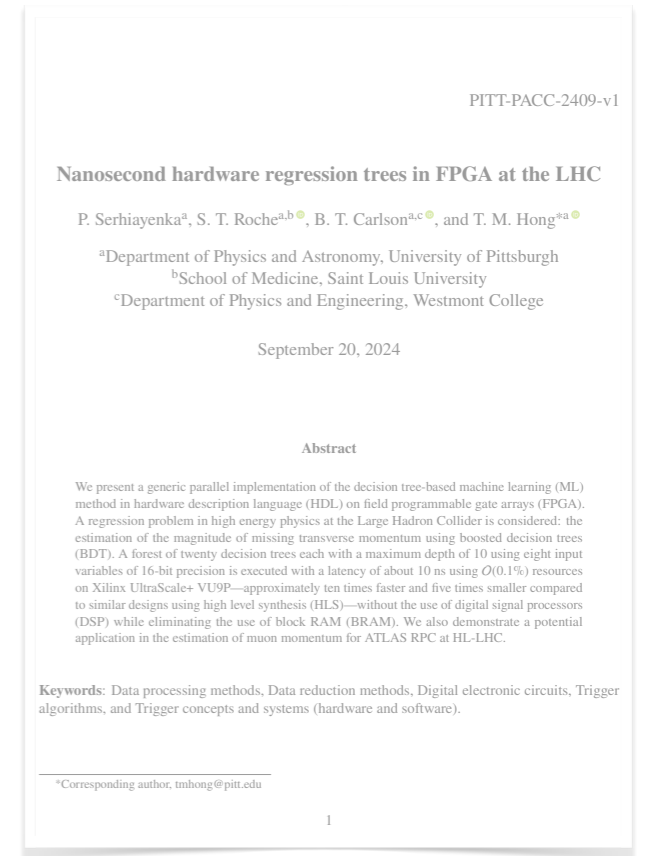 PITT-PACC-2409-v1
Nanosecond hardware regression trees in FPGA at the LHC
P. Serhiayenkaᵃ, S. T. Rocheᵃ,ᵇ, B. T. Carlsonᵃ,ᶜ, and T. M. Hong*ᵃ
ᵃDepartment of Physics and Astronomy, University of Pittsburgh
ᵇSchool of Medicine, Saint Louis University
ᶜDepartment of Physics and Engineering, Westmont College
September 20, 2024
Abstract
We present a generic parallel implementation of the decision tree-based machine learning (ML)
method in hardware description language (HDL) on field programmable gate arrays (FPGA).
A regression problem in high energy physics at the Large Hadron Collider is considered: the
estimation of the magnitude of missing transverse momentum using boosted decision trees
(BDT). A forest of twenty decision trees each with a maximum depth of 10 using eight input
variables of 16-bit precision is executed with a latency of about 10 ns using O(0.1%) resources
on Xilinx UltraScale+ VU9P—approximately ten times faster and five times smaller compared
to similar designs using high level synthesis (HLS)—without the use of digital signal processors
(DSP) while eliminating the use of block RAM (BRAM). We also demonstrate a potential
application in the estimation of muon momentum for ATLAS RPC at HL-LHC.
Keywords: Data processing methods, Data reduction methods, Digital electronic circuits, Trigger
algorithms, and Trigger concepts and systems (hardware and software).
*Corresponding author, tmhong@pitt.edu
1